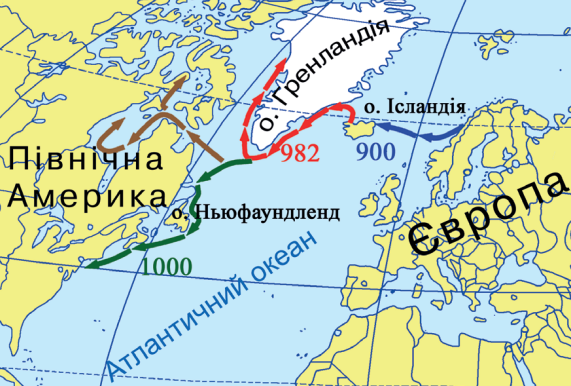 о. Гренландія
о. Ісландія
982
900
Північна
Америка
о. Ньюфаундленд
Європа
1000
Атлантичний океан